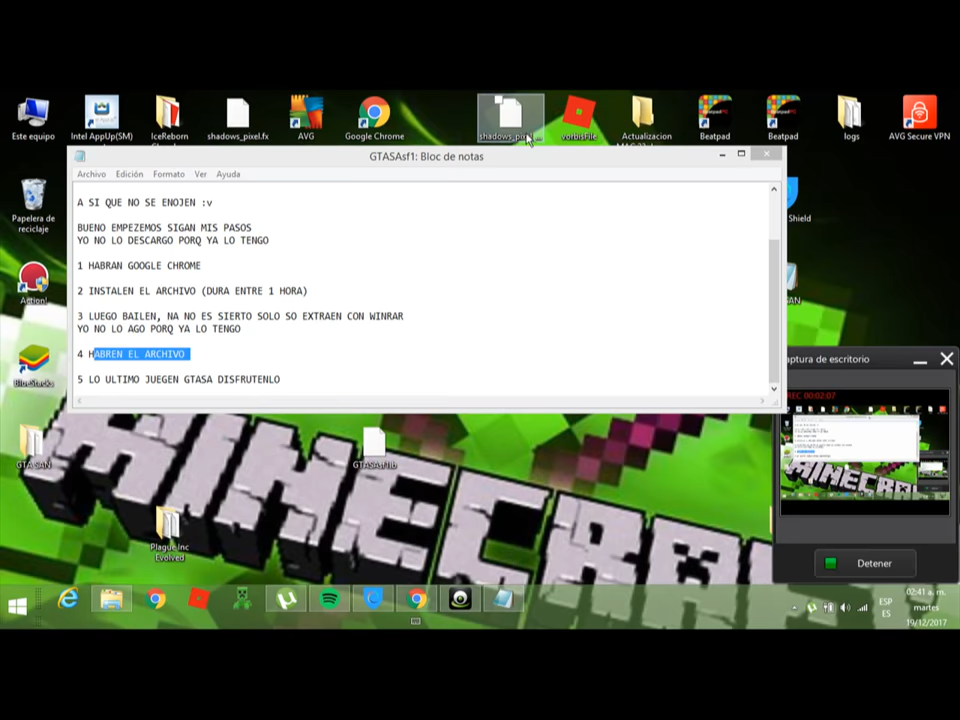 Este equipo
Intel AppUp(SM)
IceReborn
shadows_pixel.fx
AVG
Google Chrome
shadows_pixel...
vorbisFile
Actualizacion
Beatpad
Beatpad
logs
AVG Secure VPN
GTASAsf1: Bloc de notas
Archivo Edición Formato Ver Ayuda
A SI QUE NO SE ENOJEN :v
BUENO EMPEZEMOS SIGAN MIS PASOS
YO NO LO DESCARGO PORQ YA LO TENGO
1 HABRAN GOOGLE CHROME
2 INSTALEN EL ARCHIVO (DURA ENTRE 1 HORA)
3 LUEGO BAILEN, NA NO ES SIERTO SOLO SO EXTRAEN CON WINRAR
YO NO LO AGO PORQ YA LO TENGO
4 HABREN EL ARCHIVO
5 LO ULTIMO JUEGEN GTASA DISFRUTENLO
Papelera de
reciclaje
Shield
Action!
BlueStacks
GTA SAN
GTASAsf1lb
Plague Inc
Evolved
MINECRAF
aptura de escritorio
REC 00:02:07
MINECRAF
Detener
ESP
ES
02:41 a. m.
martes
19/12/2017